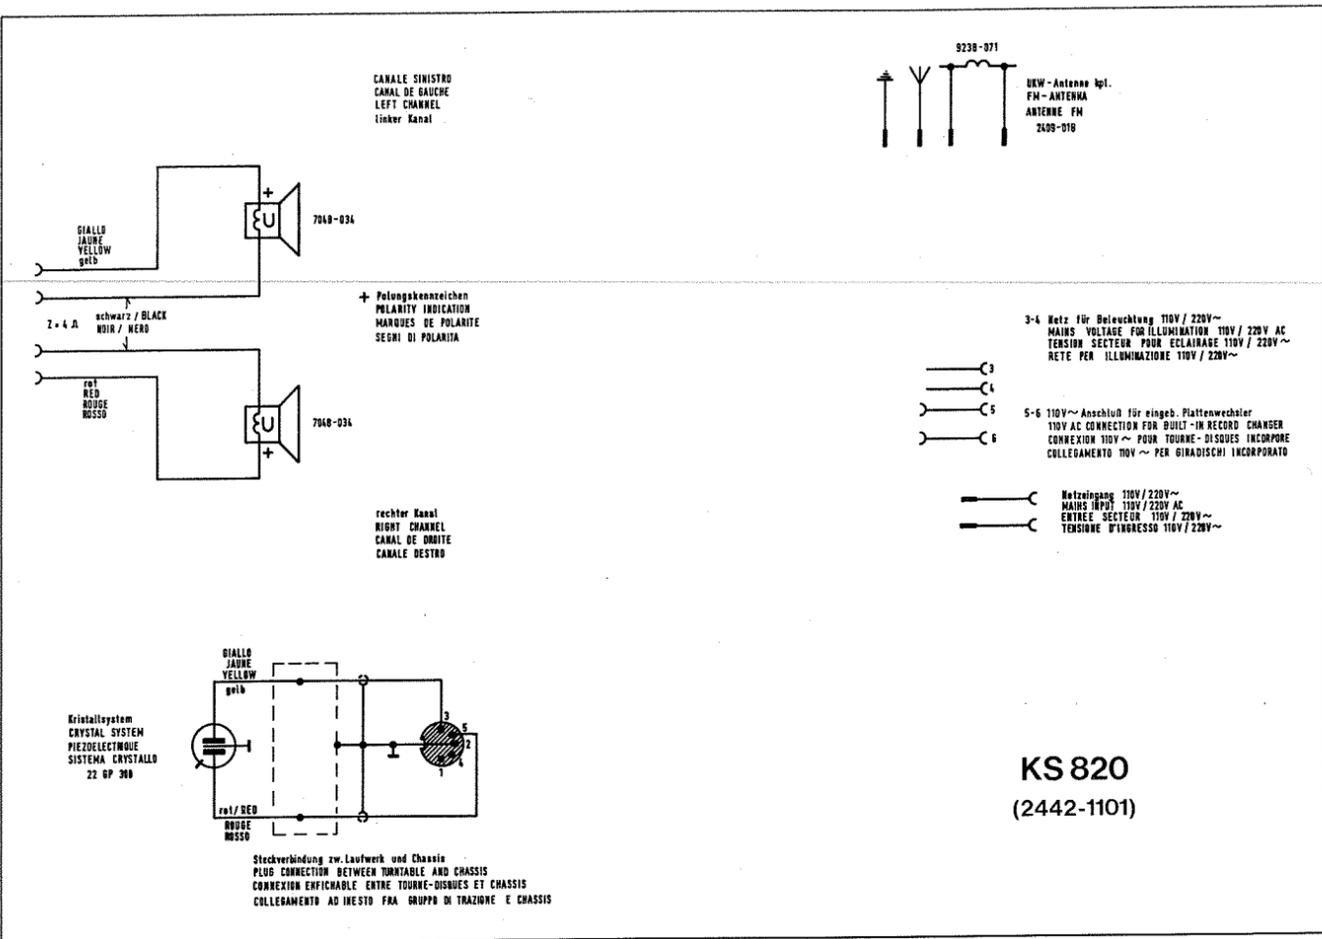 CANALE SINISTRO
CANAL DE GAUCHE
LEFT CHANNEL
linker Kanal
9238-071
UKW-Antenne kpl.
FM-ANTENNA
ANTENNE FM
2409-018
+
7048-034
GIALLO
JAUNE
YELLOW
gelb
schwarz / BLACK
NOIR / NERO
Z = 4 Ω
+ Polungskennzeichen
POLARITY INDICATION
MARQUES DE POLARITE
SEGNI DI POLARITA
rot
RED
ROUGE
ROSSO
7048-034
+
rechter Kanal
RIGHT CHANNEL
CANAL DE DROITE
CANALE DESTRO
3-4 Netz für Beleuchtung 110V / 220V~
MAINS VOLTAGE FOR ILLUMINATION 110V / 220V AC
TENSION SECTEUR POUR ECLAIRAGE 110V / 220V~
RETE PER ILLUMINAZIONE 110V / 220V~
3
4
5
6
5-6 110V~ Anschluß für eingeb. Plattenwechsler
110V AC CONNECTION FOR BUILT-IN RECORD CHANGER
CONNEXION 110V~ POUR TOURNE-DISQUES INCORPORE
COLLEGAMENTO 110V~ PER GIRADISCHI INCORPORATO
Netzeingang 110V / 220V~
MAINS INPUT 110V / 220V AC
ENTREE SECTEUR 110V / 220V~
TENSIONE D'INGRESSO 110V / 220V~
GIALLO
JAUNE
YELLOW
gelb
Kristallsystem
CRYSTAL SYSTEM
PIEZOELECTRIQUE
SISTEMA CRYSTALLO
22 GP 300
3
5
2
4
1
rot / RED
ROUGE
ROSSO
Steckverbindung zw. Laufwerk und Chassis
PLUG CONNECTION BETWEEN TURNTABLE AND CHASSIS
CONNEXION ENFICHABLE ENTRE TOURNE-DISQUES ET CHASSIS
COLLEGAMENTO AD INESTO FRA GRUPPO DI TRAZIONE E CHASSIS
KS 820
(2442-1101)